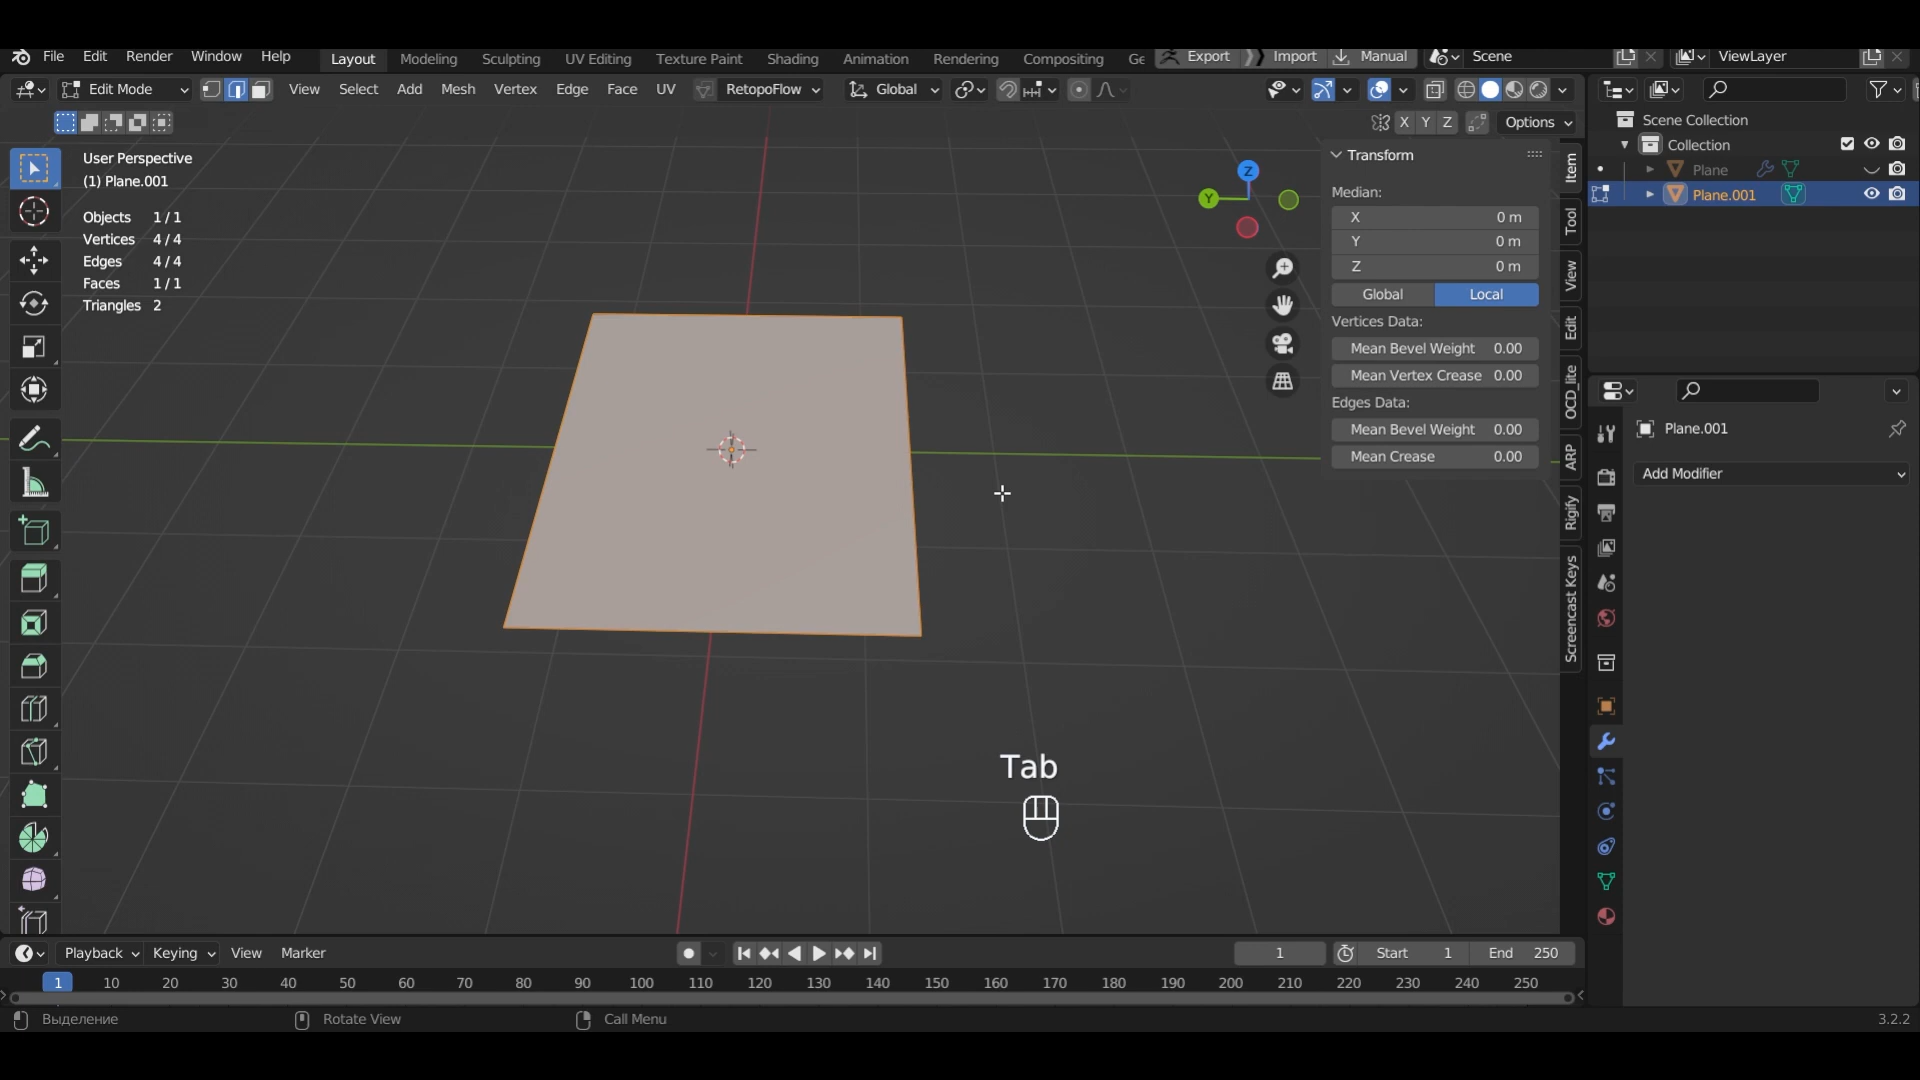 File Edit Render Window Help Layout Modeling Sculpting UV Editing Texture Paint Shading Animation Rendering Compositing Ge Export Import Manual Scene ViewLayer
Edit Mode View Select Add Mesh Vertex Edge Face UV RetopoFlow Global
X Y Z Options
User Perspective
(1) Plane.001
Objects 1 / 1
Vertices 4 / 4
Edges 4 / 4
Faces 1 / 1
Triangles 2
Z
Y
Transform
Median:
X 0 m
Y 0 m
Z 0 m
Global Local
Vertices Data:
Mean Bevel Weight 0.00
Mean Vertex Crease 0.00
Edges Data:
Mean Bevel Weight 0.00
Mean Crease 0.00
Item
Tool
View
Edit
OCD_lite
ARP
Rigify
Screencast Keys
Scene Collection
Collection
Plane
Plane.001
Plane.001
Add Modifier
Tab
Playback Keying View Marker 1 Start 1 End 250
1 10 20 30 40 50 60 70 80 90 100 110 120 130 140 150 160 170 180 190 200 210 220 230 240 250
Выделение Rotate View Call Menu 3.2.2